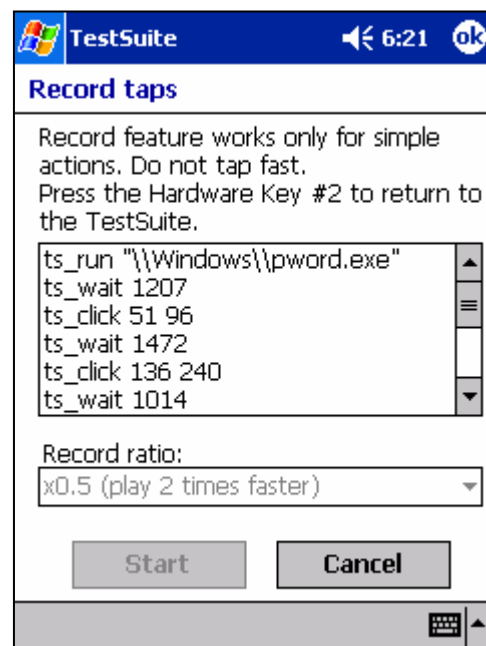 TestSuite 6:21 ok
Record taps
Record feature works only for simple
actions. Do not tap fast.
Press the Hardware Key #2 to return to
the TestSuite.
ts_run "\\Windows\\pword.exe"
ts_wait 1207
ts_click 51 96
ts_wait 1472
ts_click 136 240
ts_wait 1014
Record ratio:
x0.5 (play 2 times faster)
Start Cancel